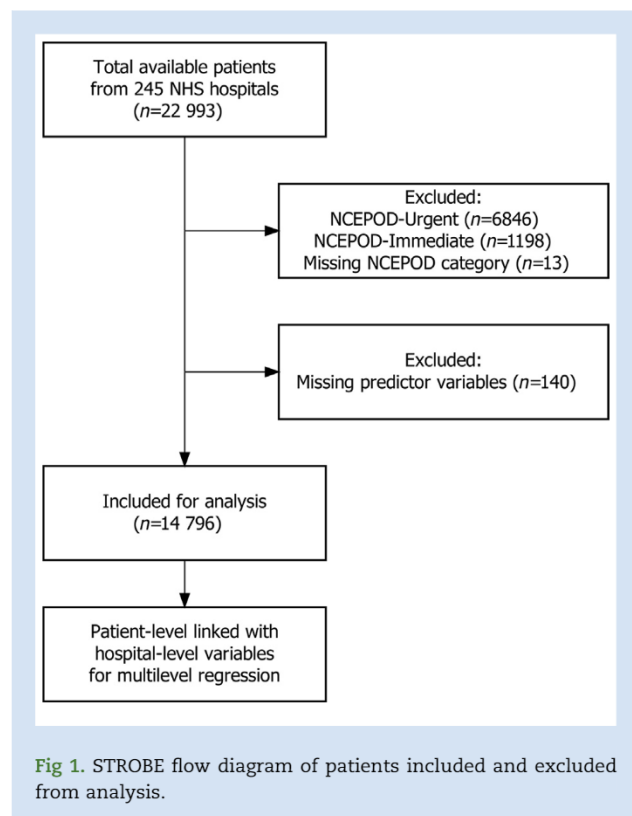 Total available patients
from 245 NHS hospitals
(n=22 993)
Excluded:
NCEPOD-Urgent (n=6846)
NCEPOD-Immediate (n=1198)
Missing NCEPOD category (n=13)
Excluded:
Missing predictor variables (n=140)
Included for analysis
(n=14 796)
Patient-level linked with
hospital-level variables
for multilevel regression
Fig 1. STROBE flow diagram of patients included and excluded
from analysis.